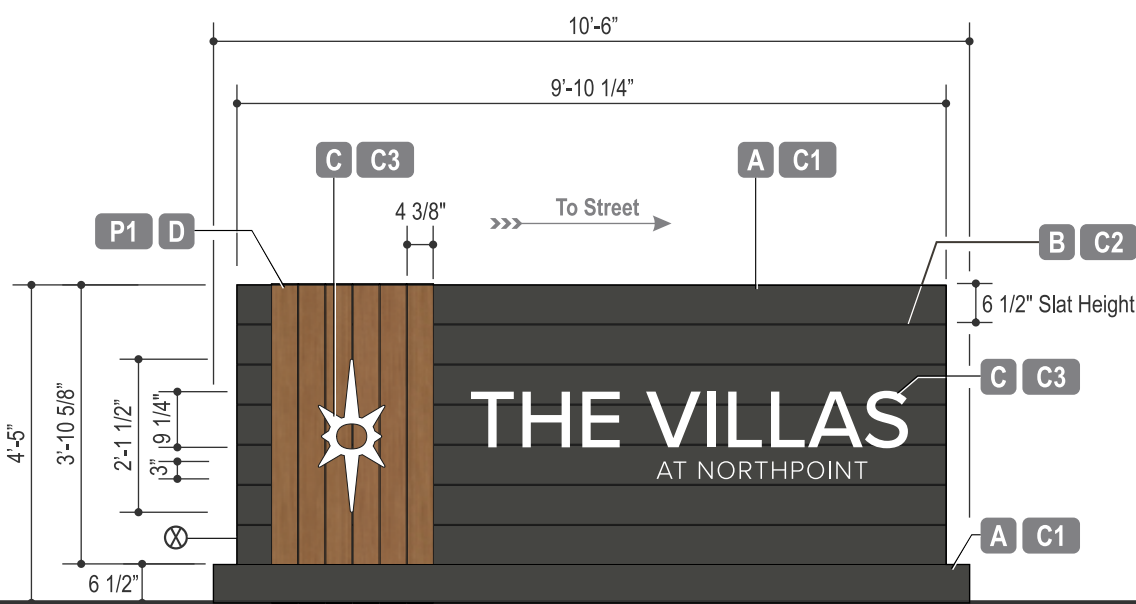 10'-6”
9'-10 1/4”
C C3
A C1
4 3/8"
To Street
P1 D
B C2
6 1/2" Slat Height
C C3
THE VILLAS
AT NORTHPOINT
4'-5”
3'-10 5/8”
2'-1 1/2”
9 1/4"
3”
X
A C1
6 1/2”